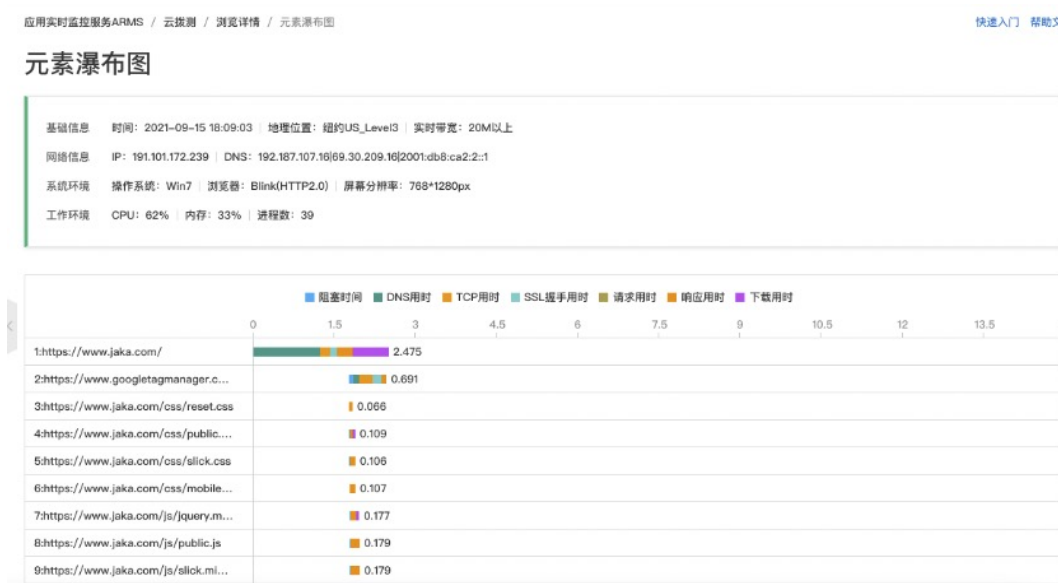 应用实时监控服务ARMS / 云拨测 / 浏览详情 / 元素瀑布图 快速入门 帮助文
元素瀑布图
基础信息 时间：2021-09-15 18:09:03 | 地理位置：纽约US_Level3 | 实时带宽：20M以上
网络信息 IP：191.101.172.239 | DNS：192.187.107.16|69.30.209.16|2001:db8:ca2:2::1
系统环境 操作系统：Win7 | 浏览器：Blink(HTTP2.0) | 屏幕分辨率：768*1280px
工作环境 CPU：62% | 内存：33% | 进程数：39
阻塞时间 DNS用时 TCP用时 SSL握手用时 请求用时 响应用时 下载用时
0 1.5 3 4.5 6 7.5 9 10.5 12 13.5
1:https://www.jaka.com/ 2.475
2:https://www.googletagmanager.c... 0.691
3:https://www.jaka.com/css/reset.css 0.066
4:https://www.jaka.com/css/public.... 0.109
5:https://www.jaka.com/css/slick.css 0.106
6:https://www.jaka.com/css/mobile... 0.107
7:https://www.jaka.com/js/jquery.m... 0.177
8:https://www.jaka.com/js/public.js 0.179
9:https://www.jaka.com/js/slick.mi... 0.179